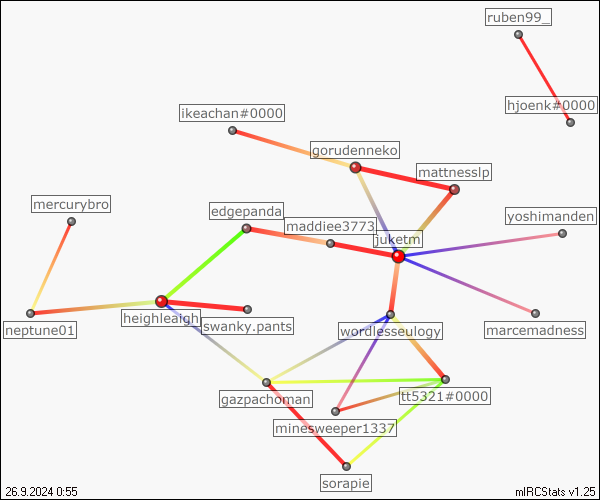 ruben99_
hjoenk#0000
ikeachan#0000
gorudenneko
mattnesslp
mercurybro
edgepanda
maddiee3773
juketm
yoshimanden
neptune01
heighleaigh
swanky.pants
wordlesseulogy
marcemadness
gazpachoman
tt5321#0000
minesweeper1337
sorapie
26.9.2024 0:55
mIRCStats v1.25